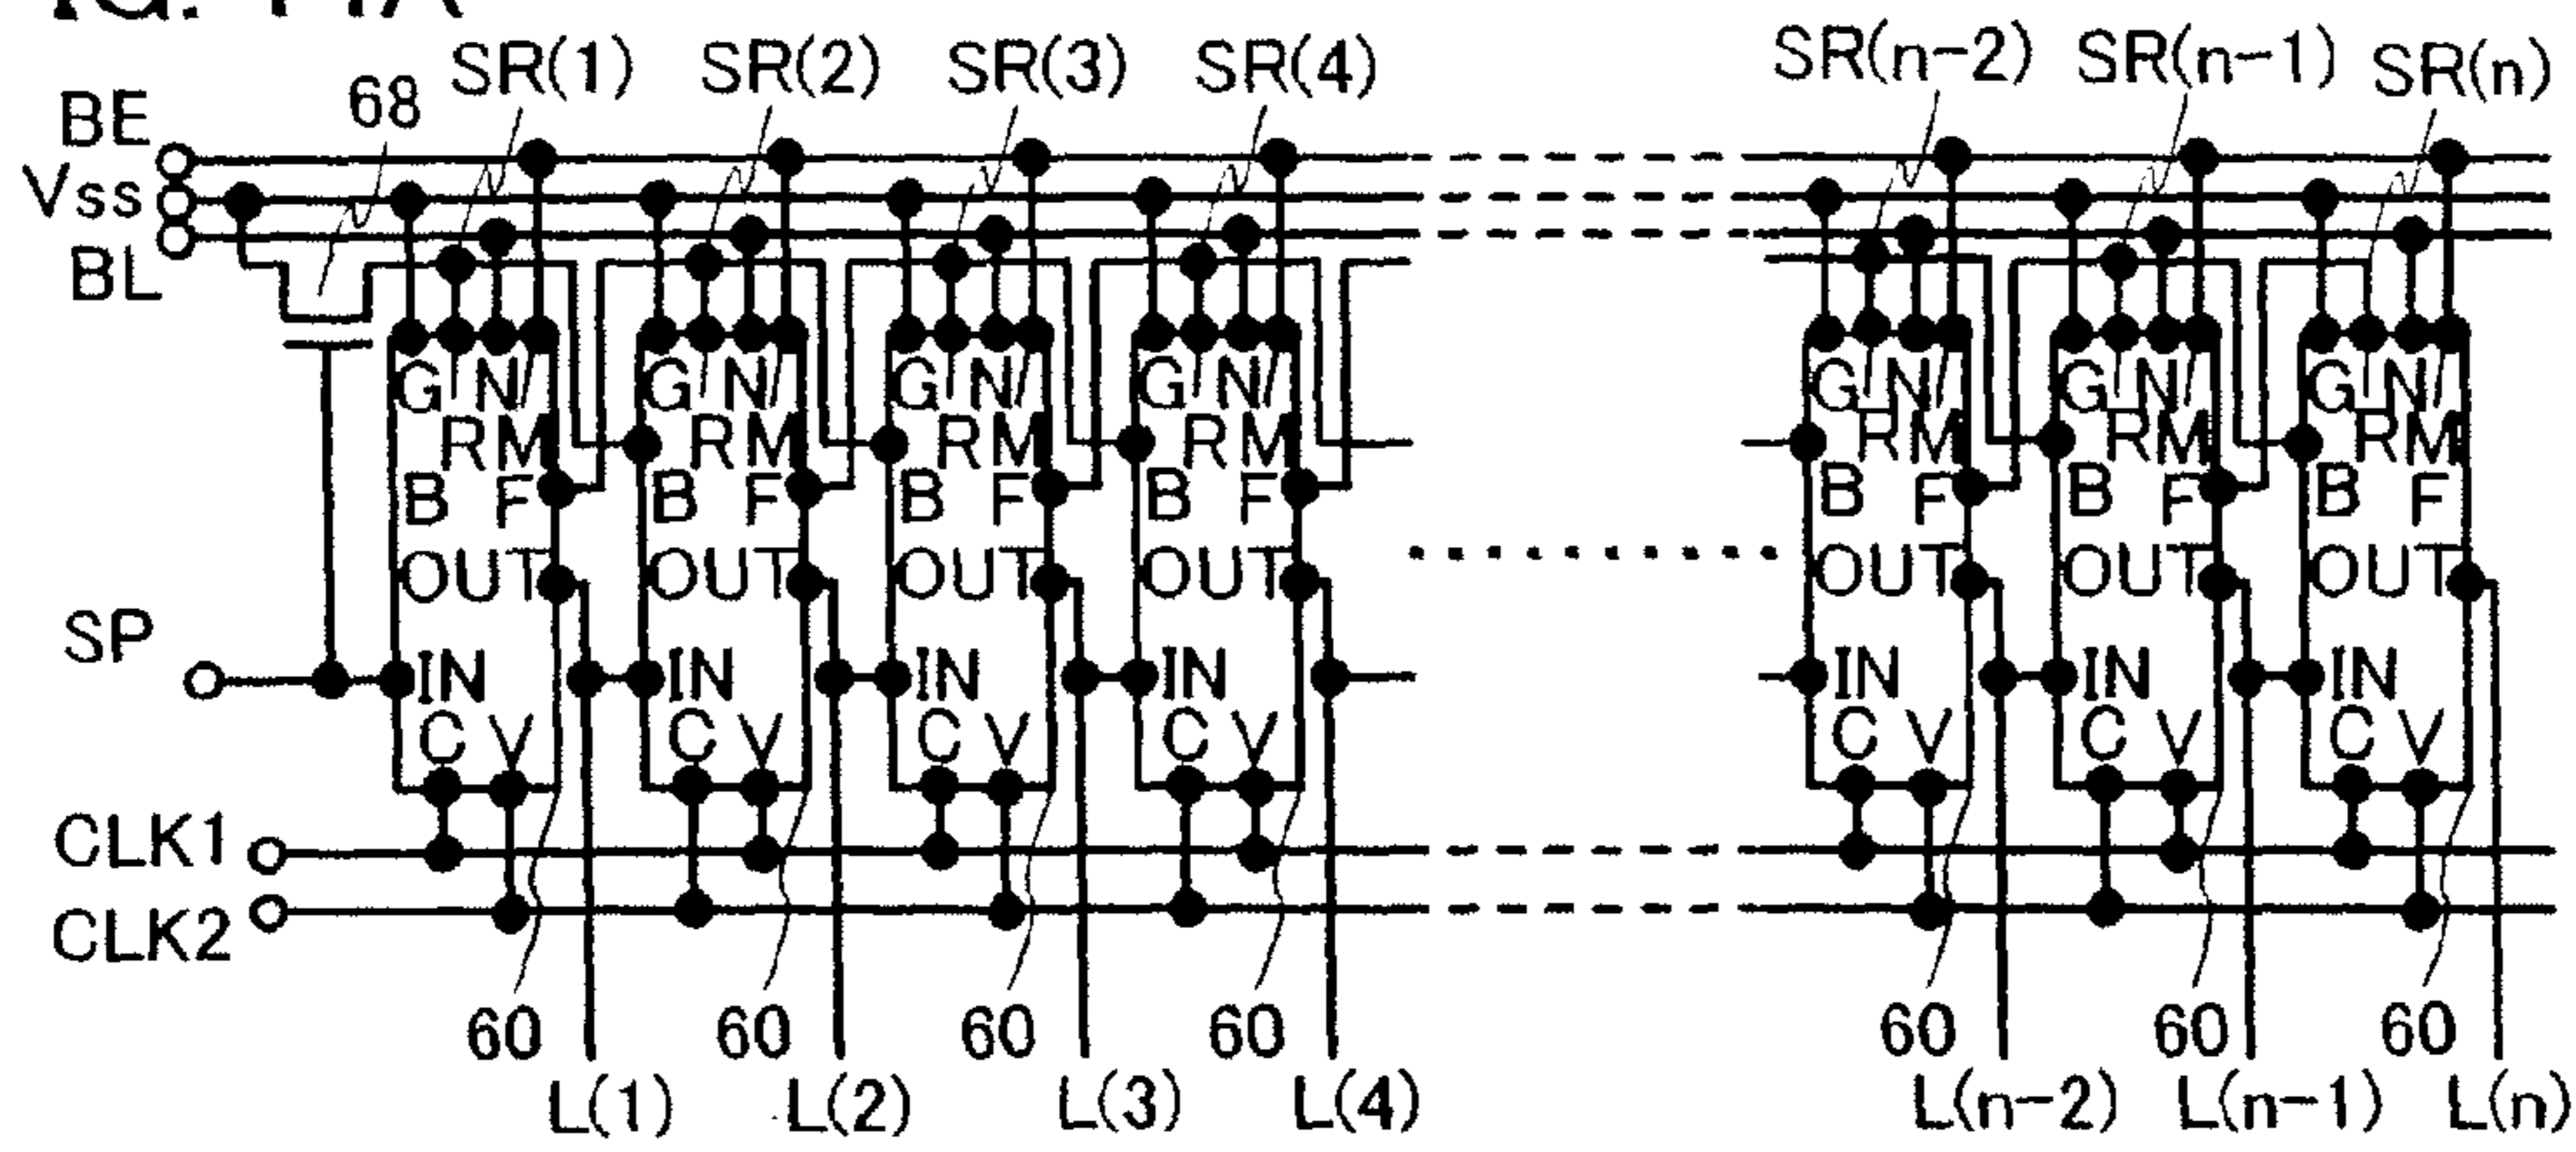 SR(1) SR(2) SR(3) SR(4) SR(n-2) SR(n-1) SR(n)
68
BE
Vss
BL
G N G N G N G N G N G N G N
R M R M R M R M R M R M R M
B F B F B F B F B F B F B F
OUT OUT OUT OUT OUT OUT OUT
SP
IN IN IN IN IN IN IN
C V C V C V C V C V C V C V
CLK1
CLK2
60 60 60 60 60 60 60
L(1) L(2) L(3) L(4) L(n-2) L(n-1) L(n)